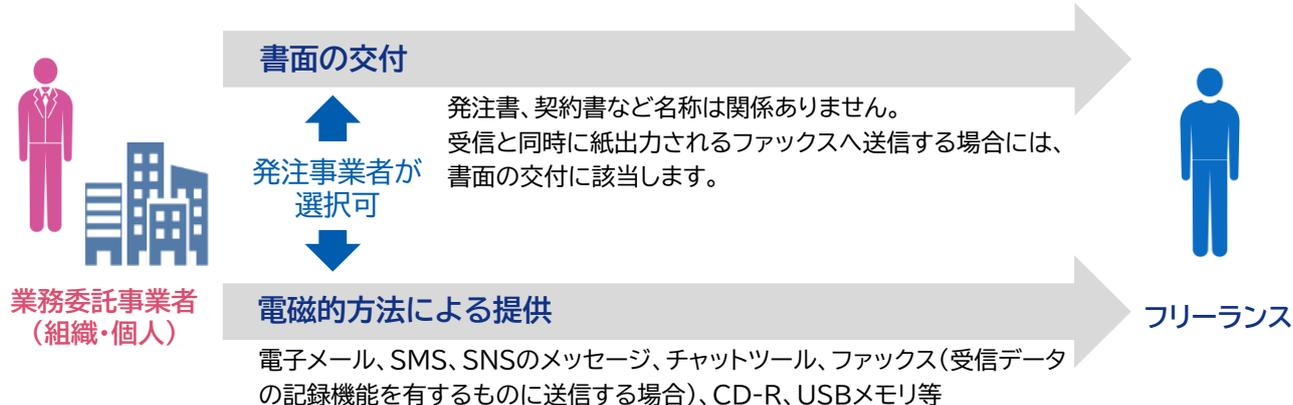 書面の交付
発注書、契約書など名称は関係ありません。
受信と同時に紙出力されるファックスへ送信する場合には、
書面の交付に該当します。
発注事業者が
選択可
業務委託事業者
（組織・個人）
電磁的方法による提供
フリーランス
電子メール、SMS、SNSのメッセージ、チャットツール、ファックス（受信データ
の記録機能を有するものに送信する場合）、CD-R、USBメモリ等